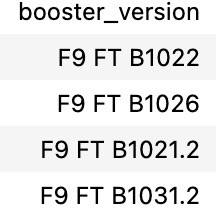 booster_version
F9 FT B1022
F9 FT B1026
F9 FT B1021.2
F9 FT B1031.2